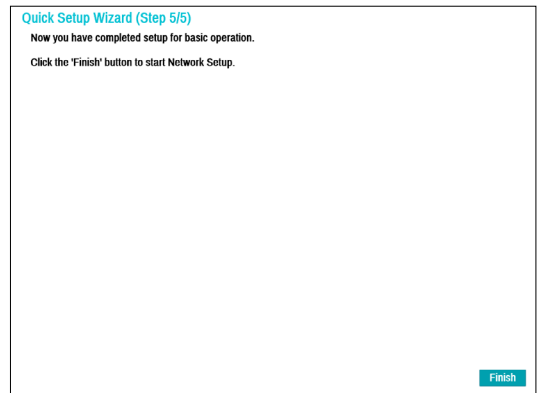 Quick Setup Wizard (Step 5/5)
Now you have completed setup for basic operation.
Click the 'Finish' button to start Network Setup.
Finish